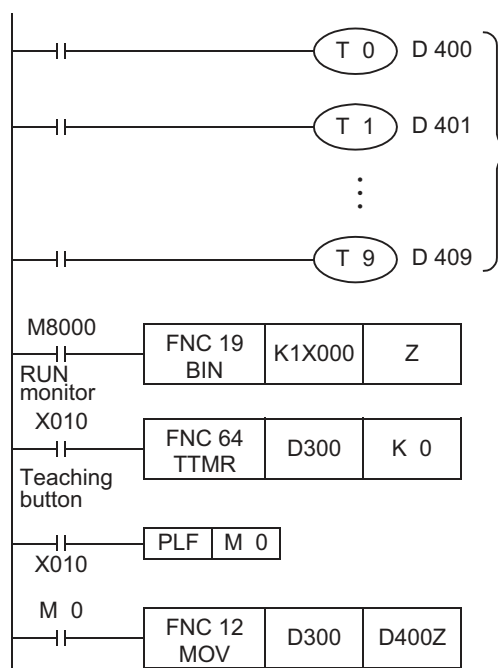 T 0 D 400
T 1 D 401
T 9 D 409
M8000
FNC 19 BIN K1X000 Z
RUN monitor
X010
FNC 64 TTMR D300 K 0
Teaching button
PLF M 0
X010
M 0
FNC 12 MOV D300 D400Z